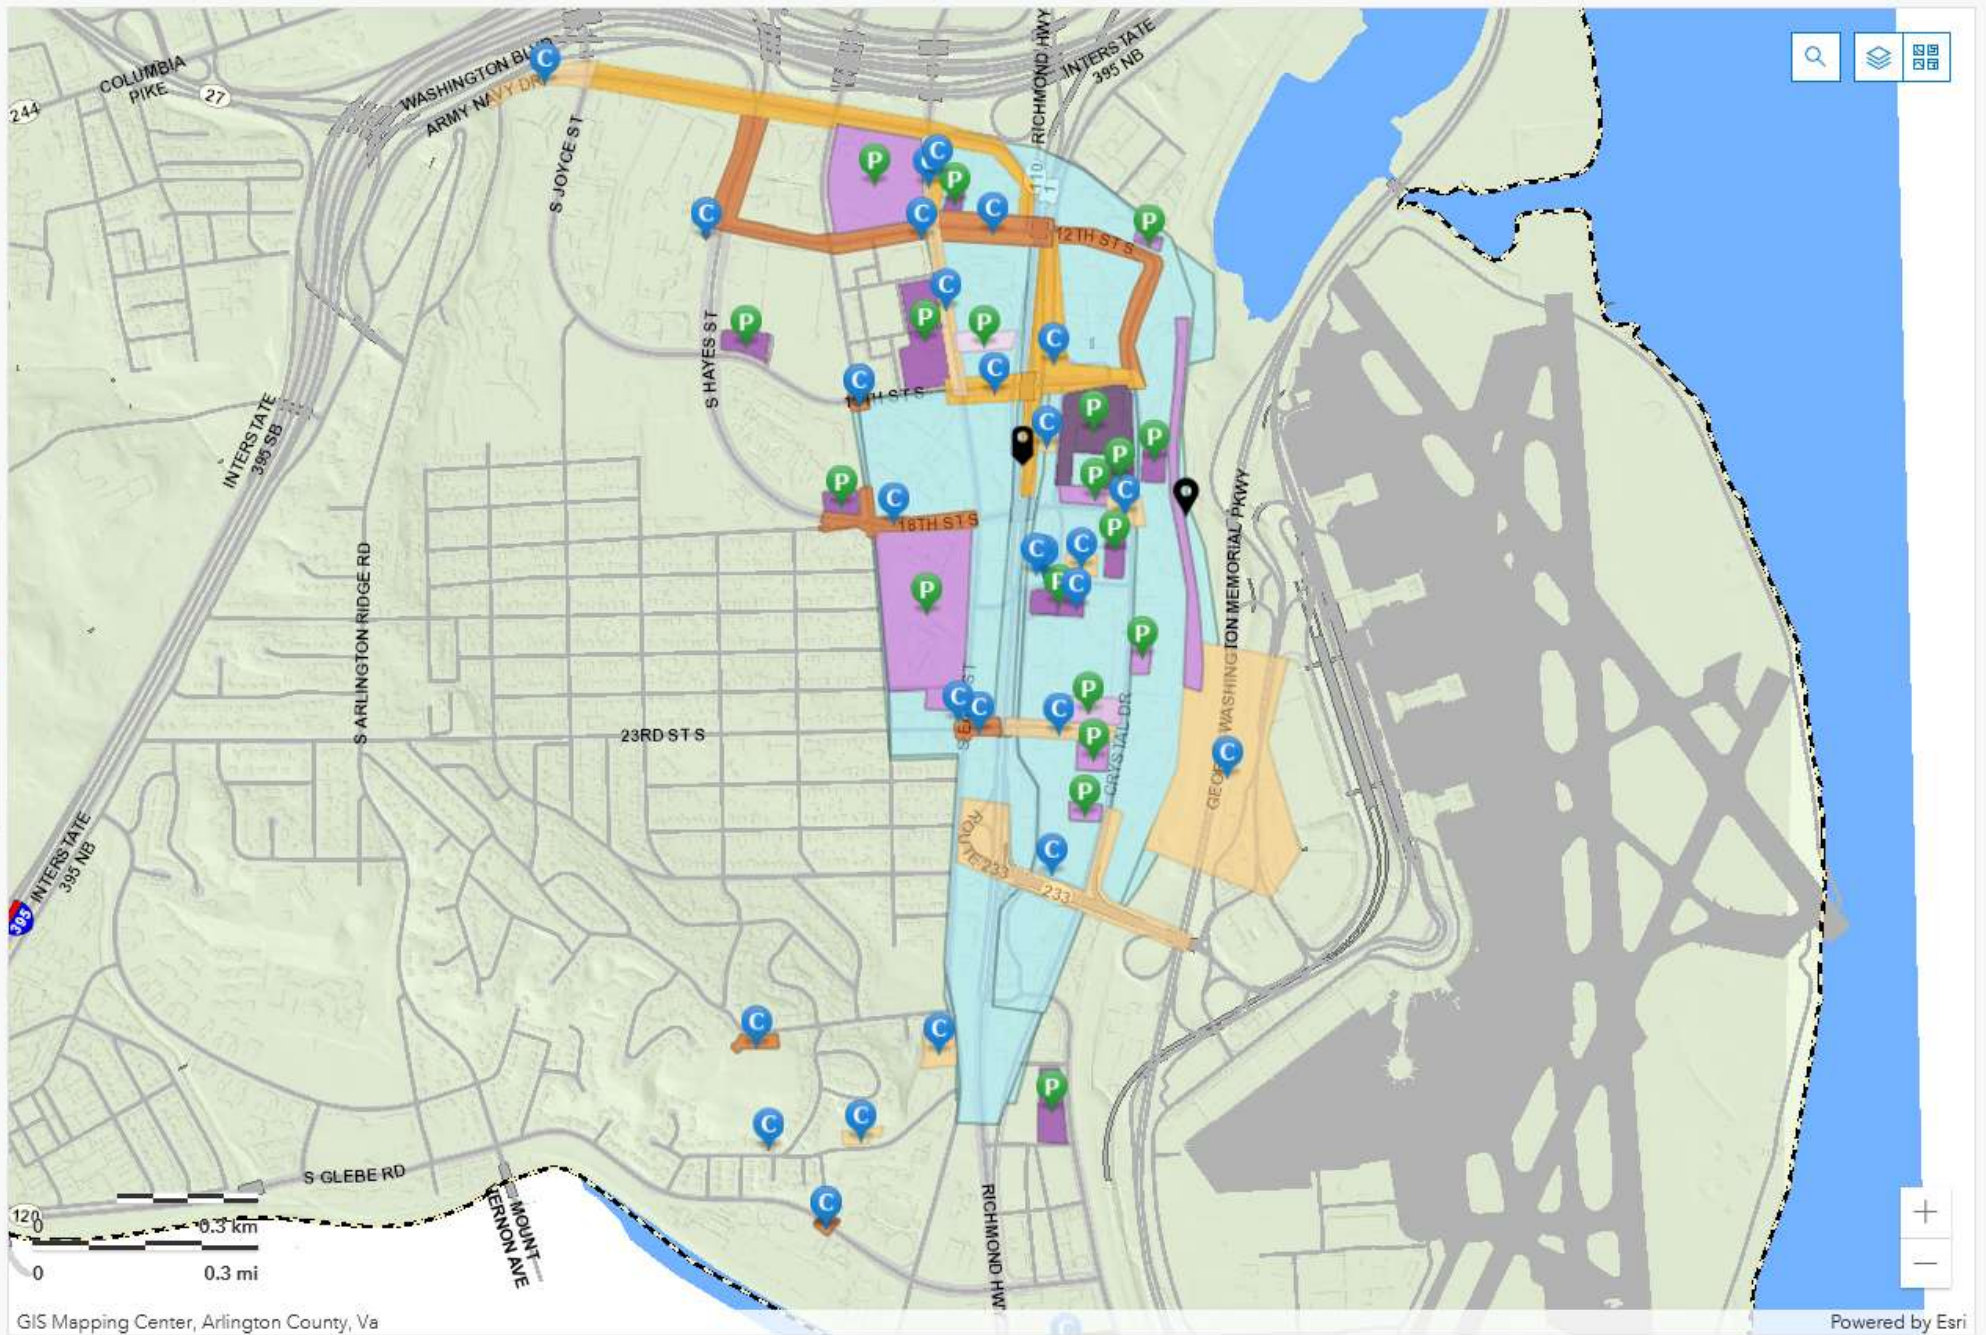 COLUMBIA
PIKE
244
27
WASHINGTON BLVD
ARMY NAVY DR
RICHMOND HWY
INTERSTATE
395 NB
S JOYCE ST
110
1
C
C
C
P
P
C
C
C
P
12TH ST S
C
P
P
P
C
S HAYES ST
C
C
ST S
INTERSTATE
395 SB
P
C
P
P
P
P
C
C
18TH ST S
P
C
C
P
C
P
S ARLINGTON RIDGE RD
GEORGE WASHINGTON MEMORIAL PKWY
P
P
C
C
C
P
23RD ST S
CRYSTAL DR
C
P
ROUTE 233
233
C
INTERSTATE
395 NB
395
C
C
P
C
C
C
S GLEBE RD
MOUNT
VERNON AVE
RICHMOND HWY
120
0
0.3 km
0
0.3 mi
C
+
−
GIS Mapping Center, Arlington County, Va
Powered by Esri